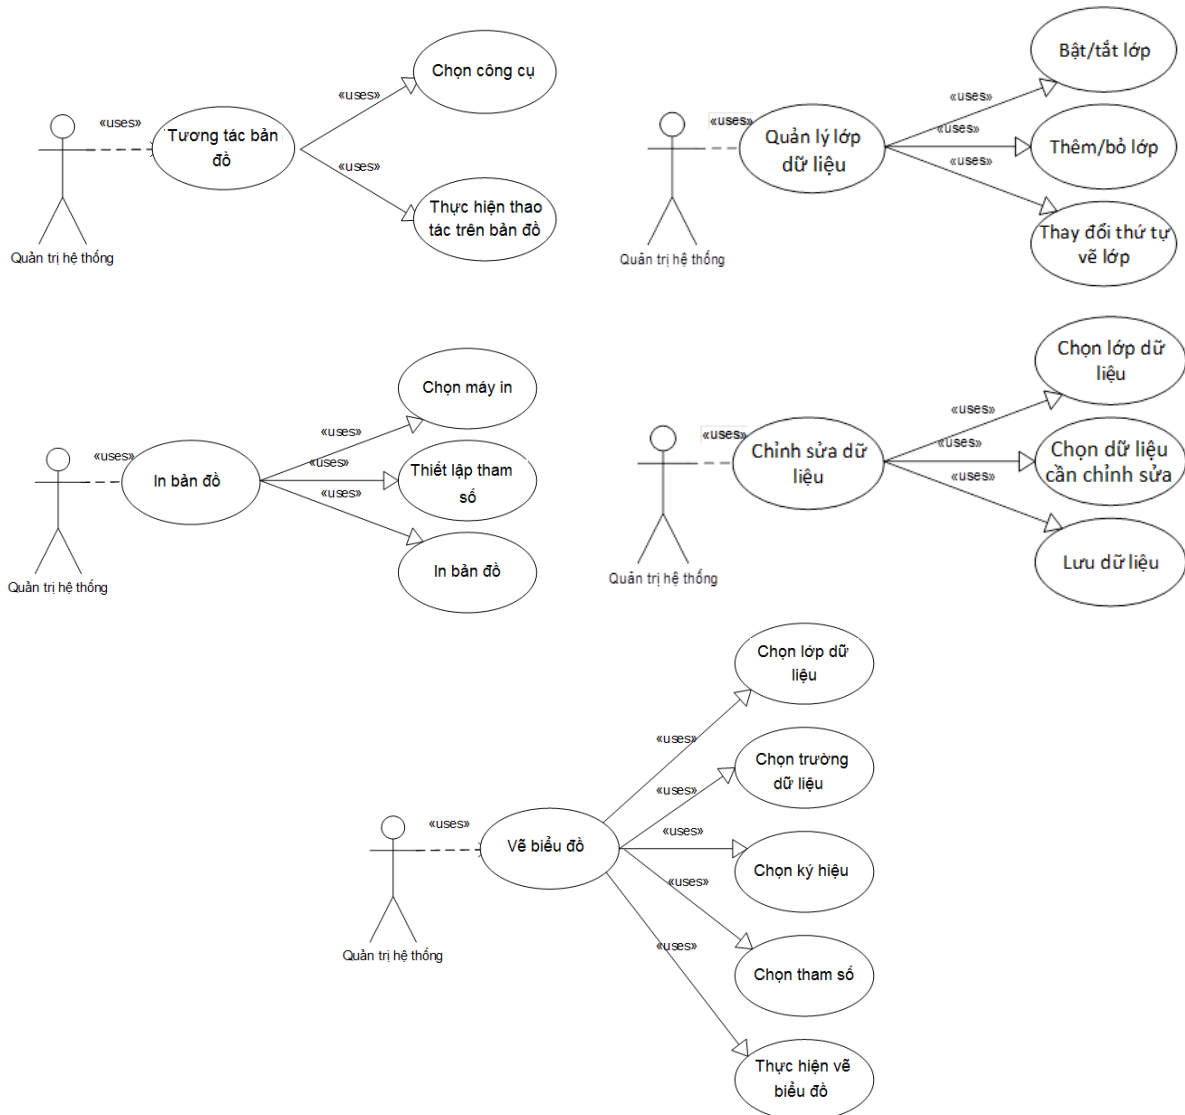 Chọn công cụ
«uses»
«uses»
Tương tác bản
đồ
«uses»
Thực hiện thao
tác trên bản đồ
Quản trị hệ thống
Bật/tắt lớp
«uses»
«uses»
Quản lý lớp
dữ liệu
«uses»
Thêm/bỏ lớp
«uses»
Thay đổi thứ tự
vẽ lớp
Quản trị hệ thống
Chọn máy in
«uses»
«uses»
In bản đồ
«uses»
Thiết lập tham
số
«uses»
In bản đồ
Quản trị hệ thống
Chọn lớp dữ
liệu
«uses»
«uses»
Chỉnh sửa dữ
liệu
«uses»
Chọn dữ liệu
cần chỉnh sửa
«uses»
Lưu dữ liệu
Quản trị hệ thống
Chọn lớp dữ
liệu
«uses»
Chọn trường
dữ liệu
«uses»
«uses»
Vẽ biểu đồ
«uses»
Chọn ký hiệu
«uses»
Chọn tham số
«uses»
Quản trị hệ thống
Thực hiện vẽ
biểu đồ